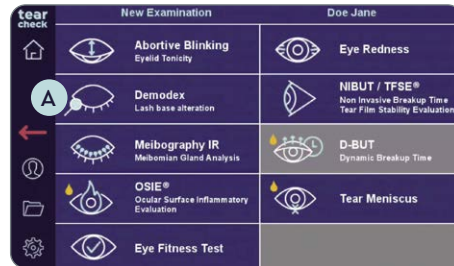 tear
check
New Examination
Doe Jane
Abortive Blinking
Eyelid Tonicity
Eye Redness
A
Demodex
Lash base alteration
NIBUT / TFSE®
Non Invasive Breakup Time
Tear Film Stability Evaluation
Meibography IR
Meibomian Gland Analysis
D-BUT
Dynamic Breakup Time
OSIE®
Ocular Surface Inflammatory
Evaluation
Tear Meniscus
Eye Fitness Test